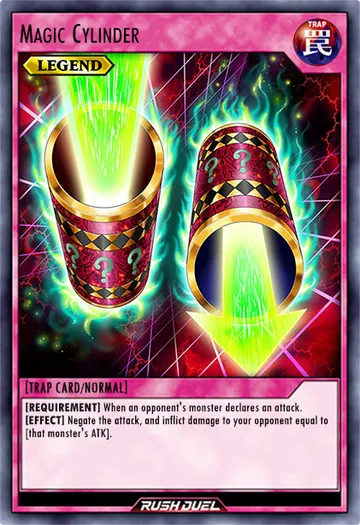 MAGIC CYLINDER
TRAP
罠
LEGEND
? ? ?
? ? ?
[TRAP CARD/NORMAL]
[REQUIREMENT] When an opponent's monster declares an attack.
[EFFECT] Negate the attack, and inflict damage to your opponent equal to
[that monster's ATK].
RUSH DUEL